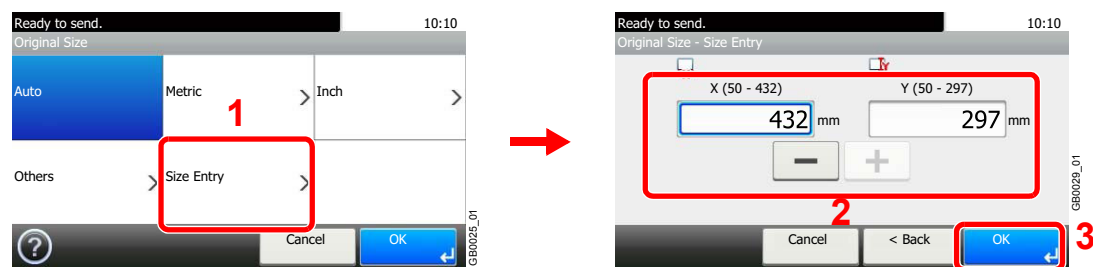 Ready to send. 10:10
Original Size
Auto Metric Inch
1
Others Size Entry
Cancel OK
GB0025_01
Ready to send. 10:10
Original Size - Size Entry
Y
X (50 - 432) Y (50 - 297)
432 mm 297 mm
2
Cancel < Back OK 3
GB0029_01